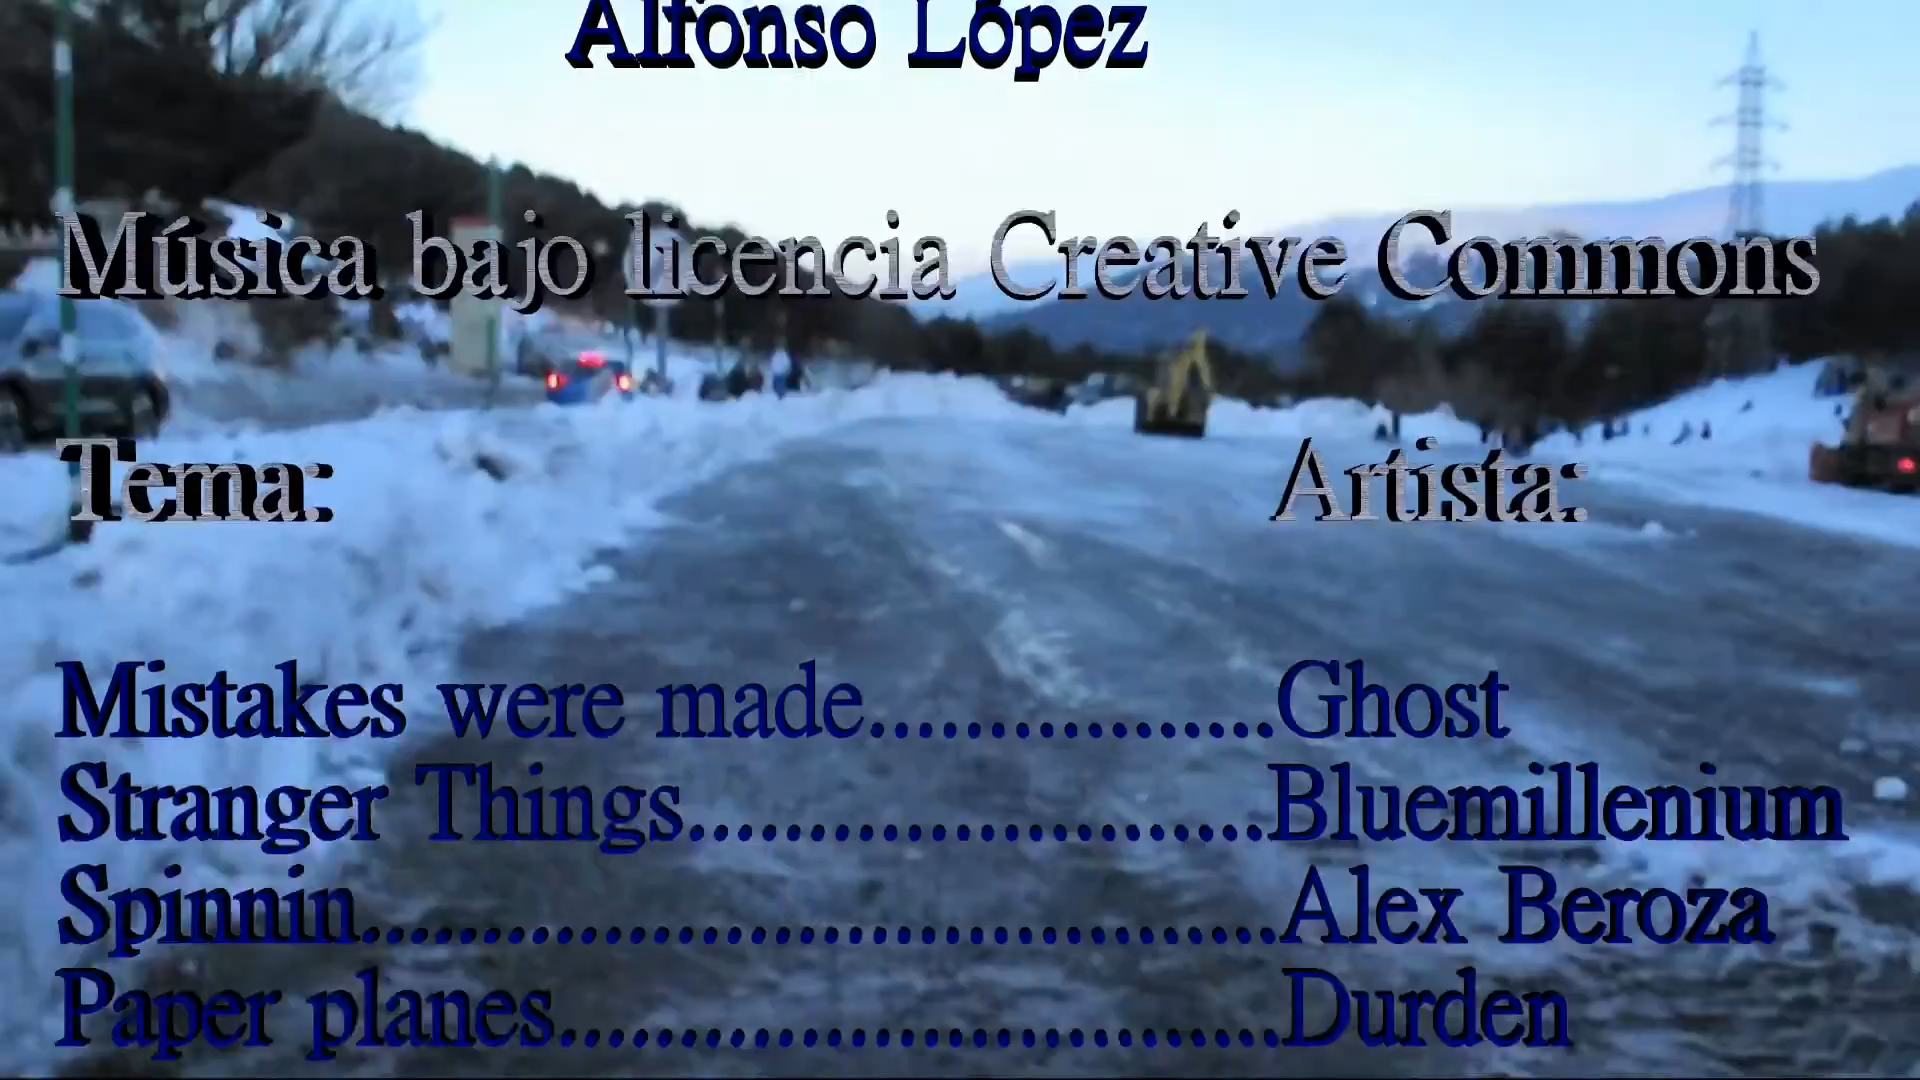 Alfonso López
Música bajo licencia Creative Commons
Tema: Artista:
Mistakes were made.................Ghost
Stranger Things........................Bluemillenium
Spinnin......................................Alex Beroza
Paper planes..............................Durden